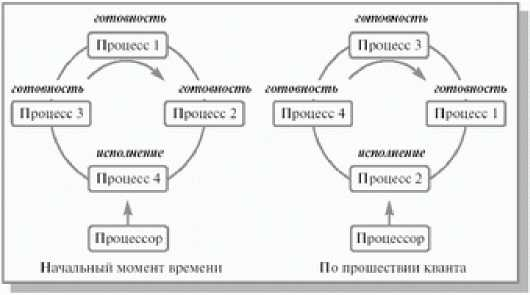 готовность
Процесс 1
готовность
готовность
Процесс 3
Процесс 2
исполнение
Процесс 4
Процессор
Начальный момент времени
готовность
Процесс 3
готовность
готовность
Процесс 4
Процесс 1
исполнение
Процесс 2
Процессор
По прошествии кванта